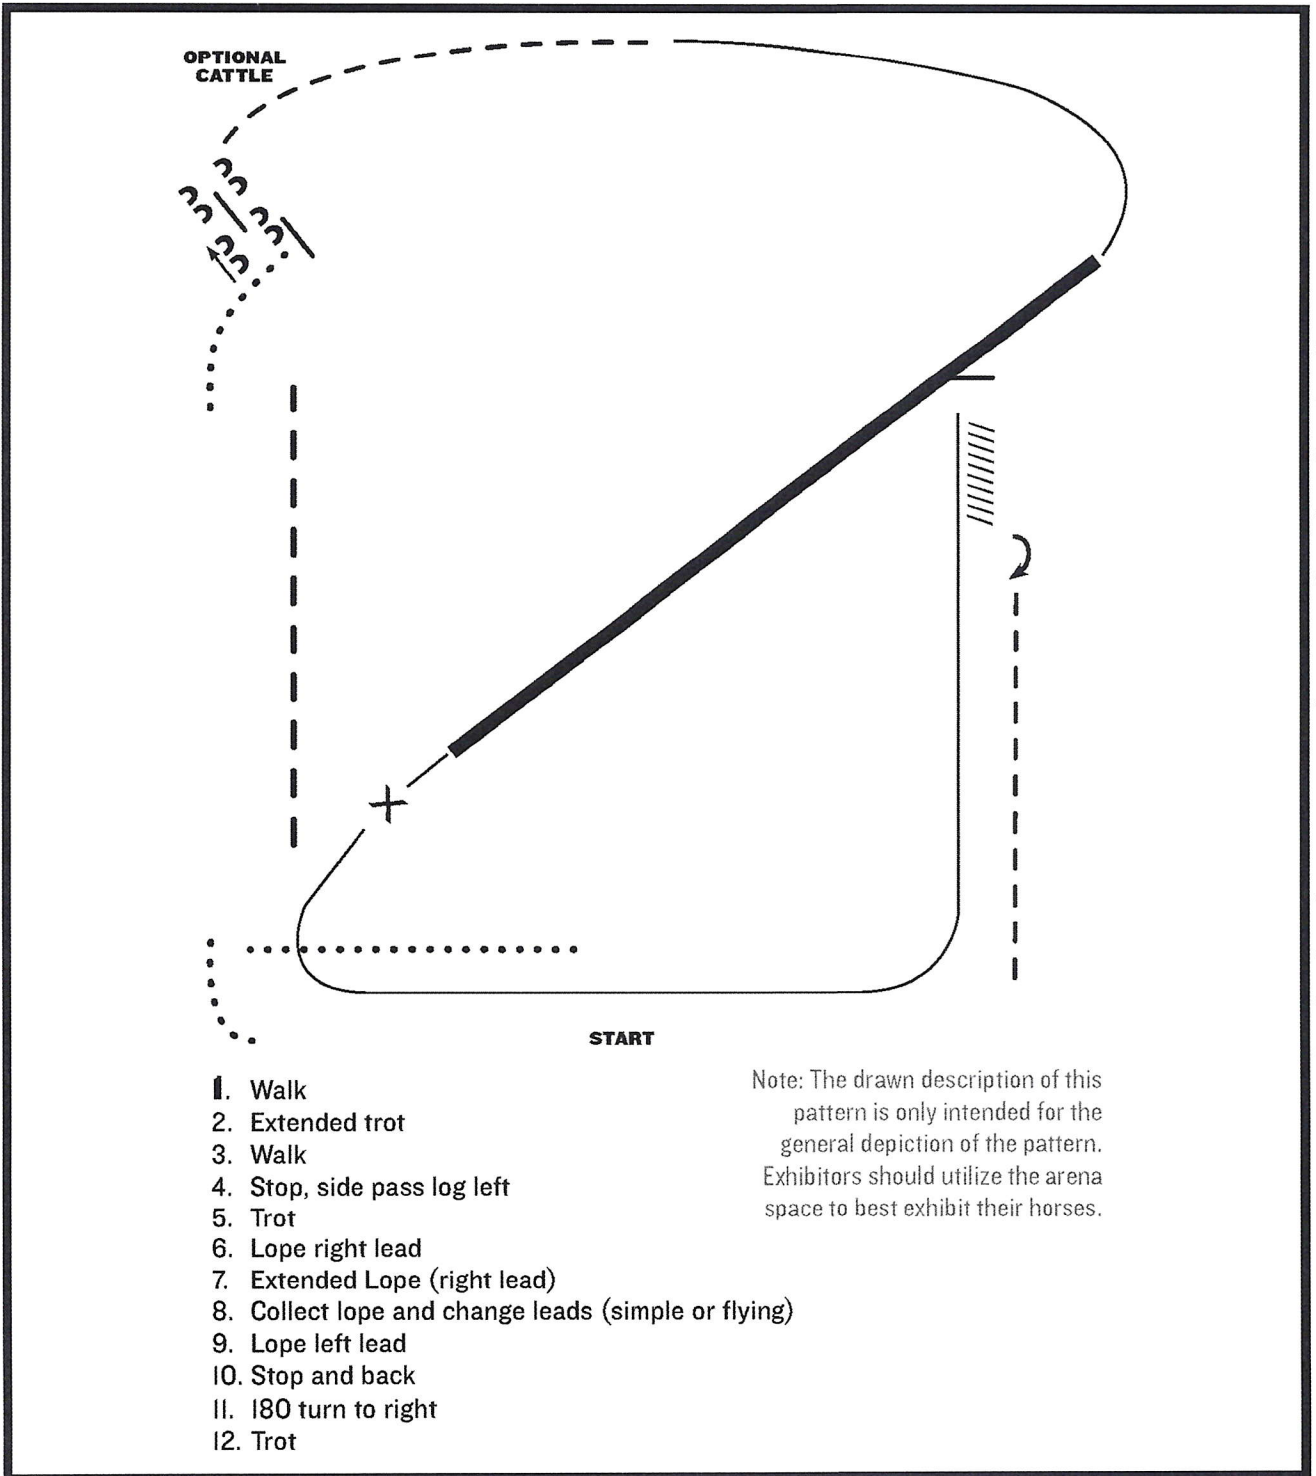 OPTIONAL
CATTLE
START
1. Walk
2. Extended trot
3. Walk
4. Stop, side pass log left
5. Trot
6. Lope right lead
7. Extended Lope (right lead)
8. Collect lope and change leads (simple or flying)
9. Lope left lead
10. Stop and back
11. 180 turn to right
12. Trot
Note: The drawn description of this
pattern is only intended for the
general depiction of the pattern.
Exhibitors should utilize the arena
space to best exhibit their horses.